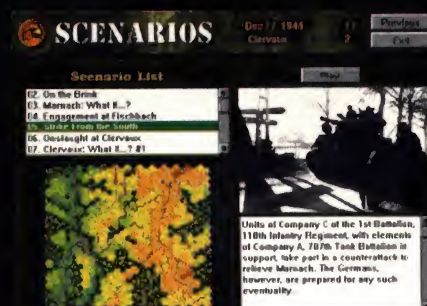 SCENARIOS
Dec 17 1944
Clervaux
2
Previous
Exit
Scenario List
Play
02. On the Brink
03. Marnach: What If...?
04. Engagement at Fischbach
05. Strike From the South
06. Onslaught at Clervaux
07. Clervaux: What If...? #1
Units of Company C of the 1st Battalion,
110th Infantry Regiment, with elements
of Company A, 707th Tank Battalion in
support, take part in a counterattack to
relieve Marnach. The Germans,
however, are prepared for any such
eventuality.